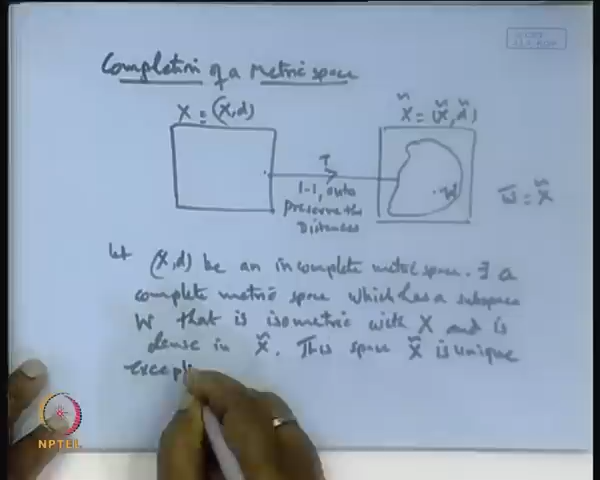 Completion of a Metric space
X = (X,d)
X̂ = (X̂, d̂)
T
1-1, onto
preserve the
Distances
W
W̄ = X̂
Let (X,d) be an incomplete metric space. ∃ a
complete metric space which has a subspace
W that is isometric with X and is
dense in X̂. This space X̂ is unique
except
NPTEL